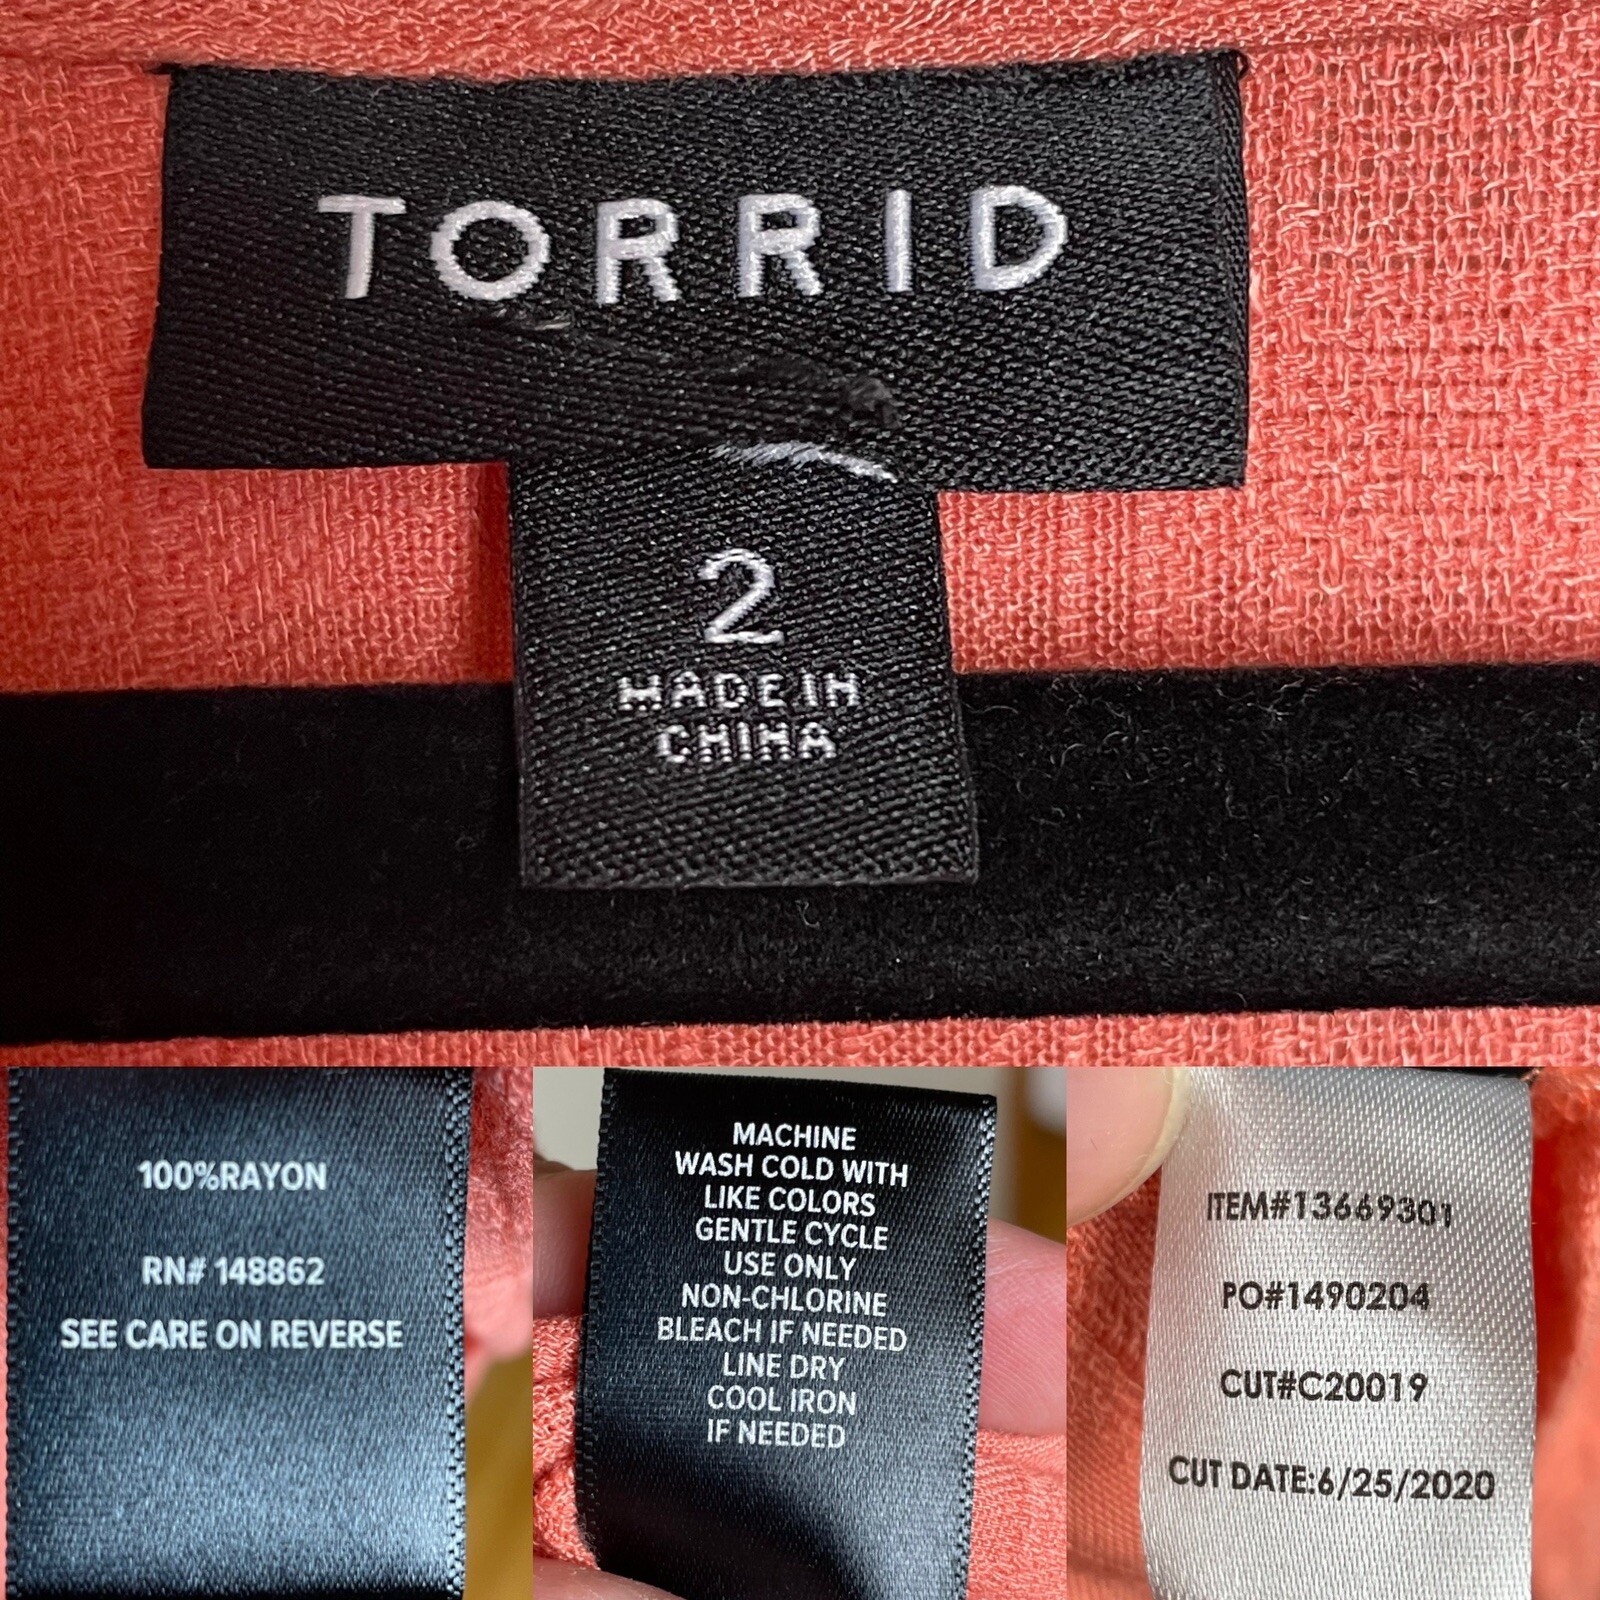 TORRID
2
MADE IN
CHINA
100%RAYON
RN# 148862
SEE CARE ON REVERSE
MACHINE
WASH COLD WITH
LIKE COLORS
GENTLE CYCLE
USE ONLY
NON-CHLORINE
BLEACH IF NEEDED
LINE DRY
COOL IRON
IF NEEDED
ITEM#13669301
PO#1490204
CUT#C20019
CUT DATE:6/25/2020